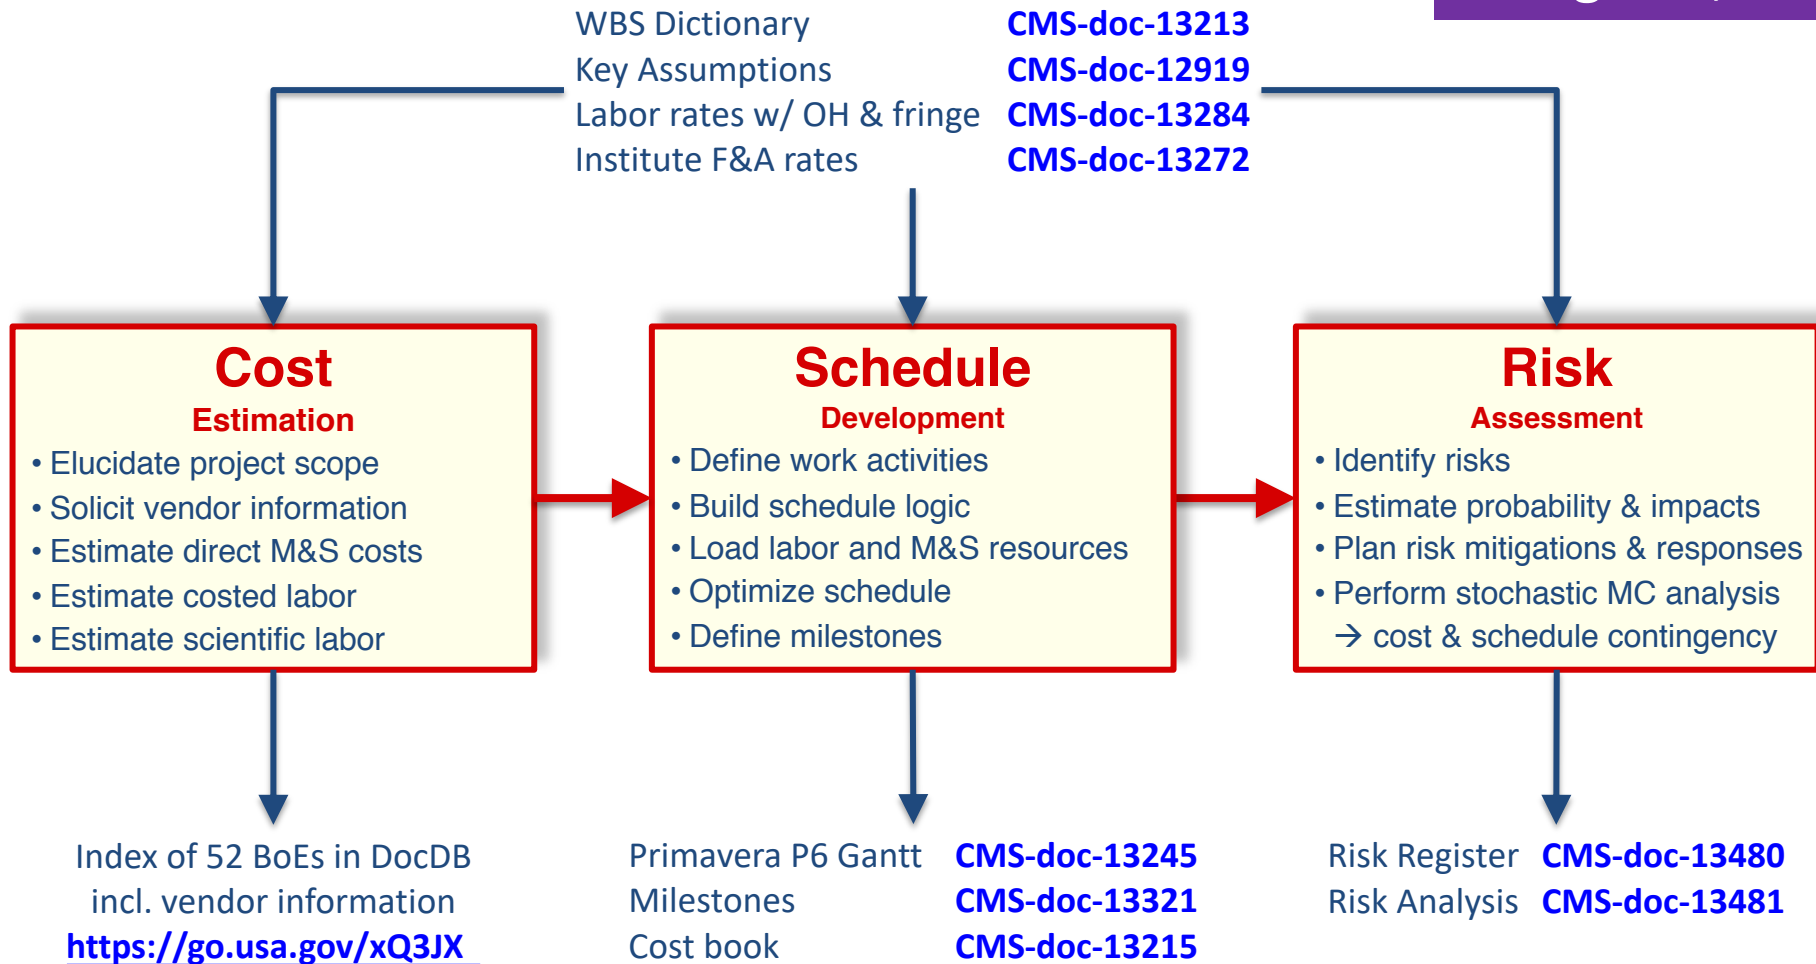 WBS Dictionary CMS-doc-13213
Key Assumptions CMS-doc-12919
Labor rates w/ OH & fringe CMS-doc-13284
Institute F&A rates CMS-doc-13272
Cost
Estimation
• Elucidate project scope
• Solicit vendor information
• Estimate direct M&S costs
• Estimate costed labor
• Estimate scientific labor
Schedule
Development
• Define work activities
• Build schedule logic
• Load labor and M&S resources
• Optimize schedule
• Define milestones
Risk
Assessment
• Identify risks
• Estimate probability & impacts
• Plan risk mitigations & responses
• Perform stochastic MC analysis
→ cost & schedule contingency
Index of 52 BoEs in DocDB
incl. vendor information
https://go.usa.gov/xQ3JX
Primavera P6 Gantt CMS-doc-13245
Milestones CMS-doc-13321
Cost book CMS-doc-13215
Risk Register CMS-doc-13480
Risk Analysis CMS-doc-13481